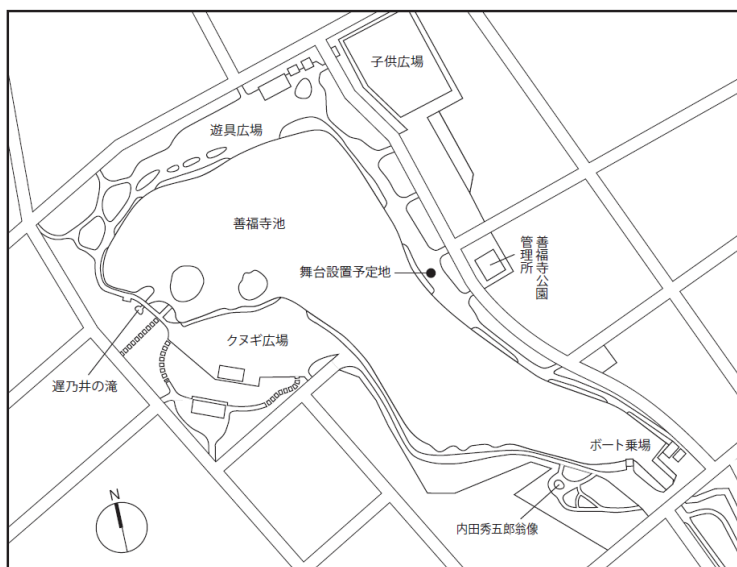 子供広場
遊具広場
善福寺池
舞台設置予定地
善福寺公園
管理所
クヌギ広場
遅乃井の滝
ボート乗場
内田秀五郎翁像
N